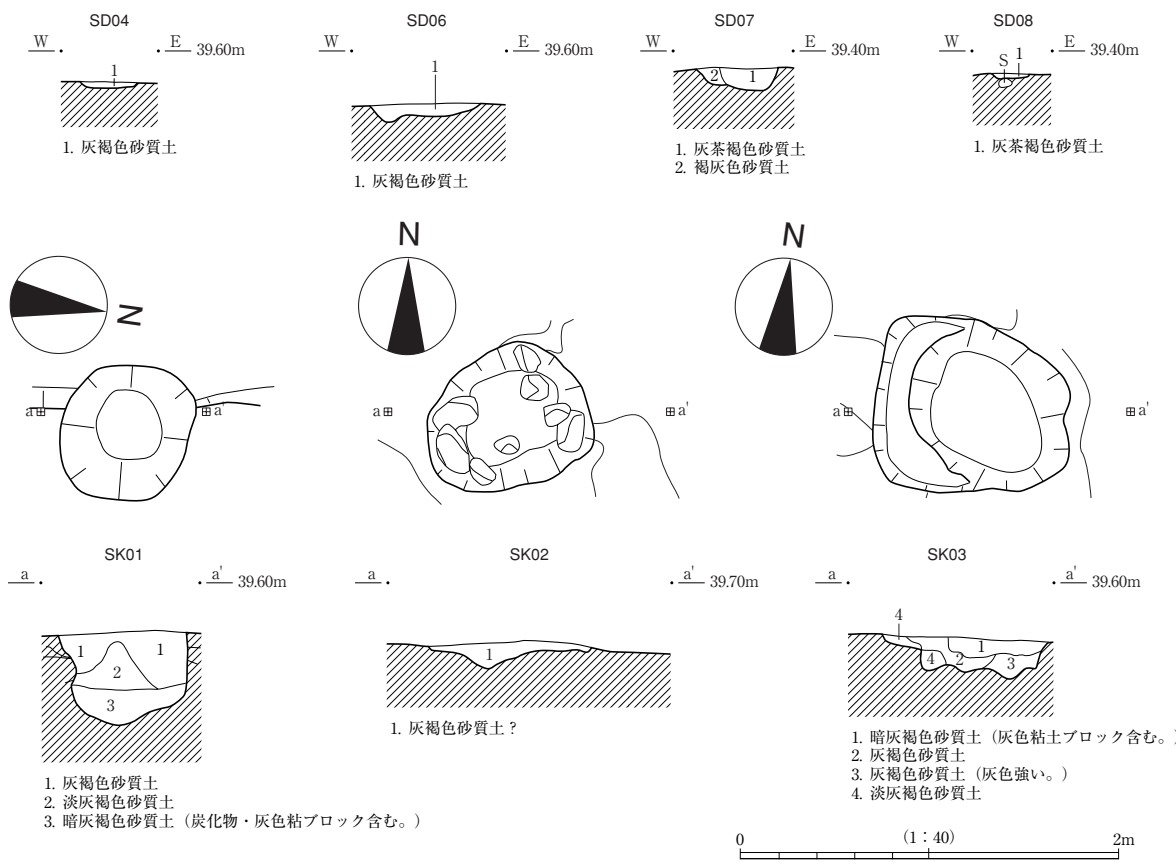 SD04
W E 39.60m
1
1. 灰褐色砂質土
SD06
W E 39.60m
1
1. 灰褐色砂質土
SD07
W E 39.40m
2 1
1. 灰茶褐色砂質土
2. 褐灰色砂質土
SD08
W E 39.40m
S 1
1. 灰茶褐色砂質土
N
a a'
N
a a'
N
a a'
SK01
a a' 39.60m
1 1
2
3
1. 灰褐色砂質土
2. 淡灰褐色砂質土
3. 暗灰褐色砂質土（炭化物・灰色粘ブロック含む。）
SK02
a a' 39.70m
1
1. 灰褐色砂質土？
SK03
a a' 39.60m
4
1
4 2 3
1. 暗灰褐色砂質土（灰色粘土ブロック含む。）
2. 灰褐色砂質土
3. 灰褐色砂質土（灰色強い。）
4. 淡灰褐色砂質土
0 （1：40） 2m